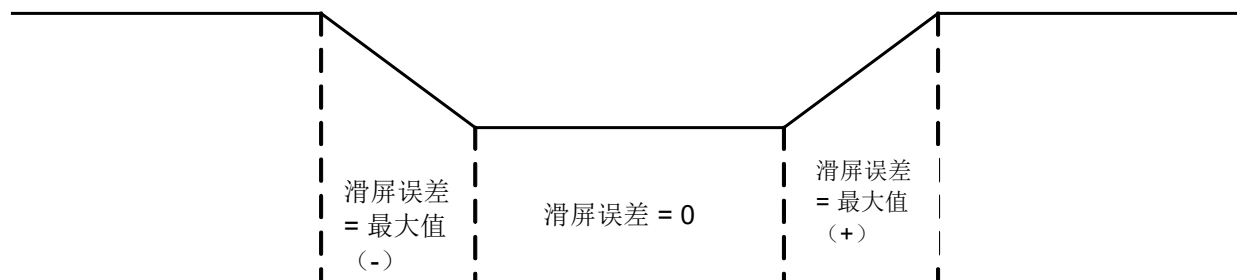 滑屏误差
= 最大值
（-）
滑屏误差 = 0
滑屏误差
= 最大值
（+）